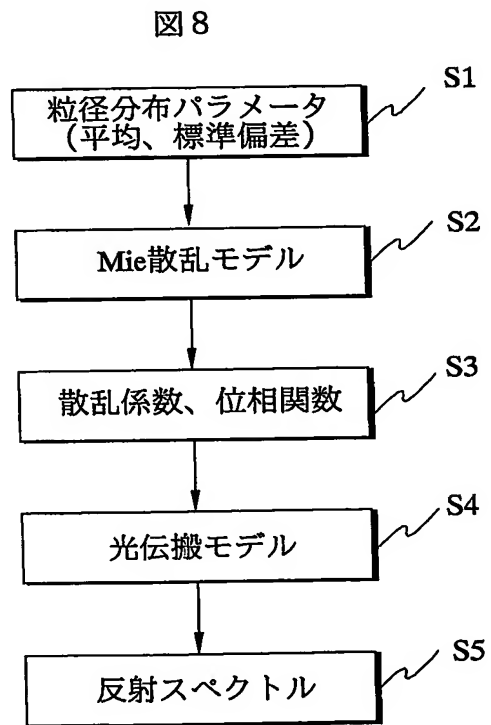 図8
S1
粒径分布パラメータ
(平均、標準偏差)
S2
Mie散乱モデル
S3
散乱係数、位相関数
S4
光伝搬モデル
S5
反射スペクトル